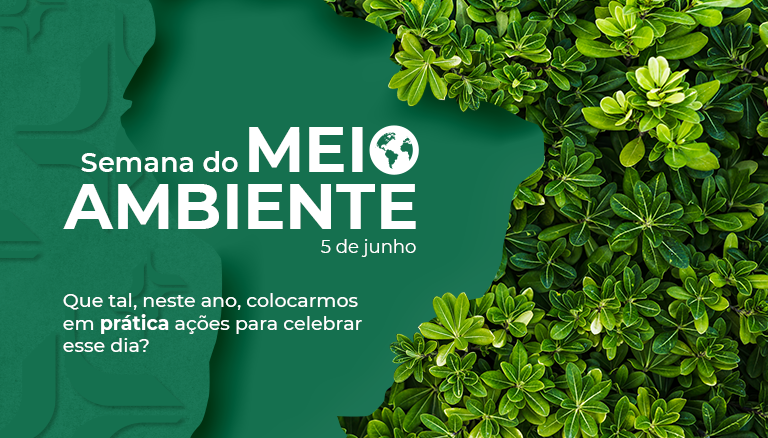 Semana do MEIO
AMBIENTE
5 de junho
Que tal, neste ano, colocarmos
em prática ações para celebrar
esse dia?